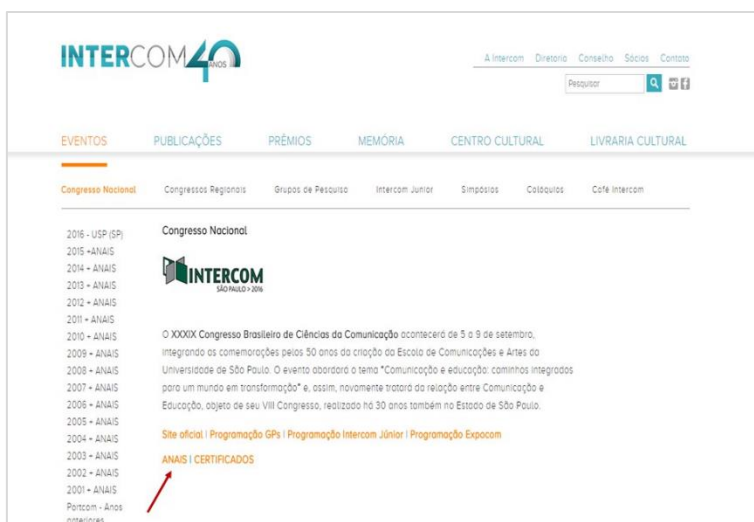 INTERCOM 40 ANOS
A Intercom Diretoria Conselho Sócios Contato
Pesquisar
EVENTOS PUBLICAÇÕES PRÊMIOS MEMÓRIA CENTRO CULTURAL LIVRARIA CULTURAL
Congresso Nacional Congressos Regionais Grupos de Pesquisa Intercom Junior Simpósios Colóquios Café Intercom
2016 - USP (SP)
2015 +ANAIS
2014 + ANAIS
2013 + ANAIS
2012 + ANAIS
2011 + ANAIS
2010 + ANAIS
2009 + ANAIS
2008 + ANAIS
2007 + ANAIS
2006 + ANAIS
2005 + ANAIS
2004 + ANAIS
2003 + ANAIS
2002 + ANAIS
2001 + ANAIS
Portcom - Anos
anteriores
Congresso Nacional
INTERCOM
SÃO PAULO > 2016
O XXXIX Congresso Brasileiro de Ciências da Comunicação acontecerá de 5 a 9 de setembro,
integrando as comemorações pelos 50 anos da criação da Escola de Comunicações e Artes da
Universidade de São Paulo. O evento abordará o tema "Comunicação e educação: caminhos integrados
para um mundo em transformação" e, assim, novamente tratará da relação entre Comunicação e
Educação, objeto de seu VIII Congresso, realizado há 30 anos também no Estado de São Paulo.
Site oficial | Programação GPs | Programação Intercom Júnior | Programação Expocom
ANAIS | CERTIFICADOS